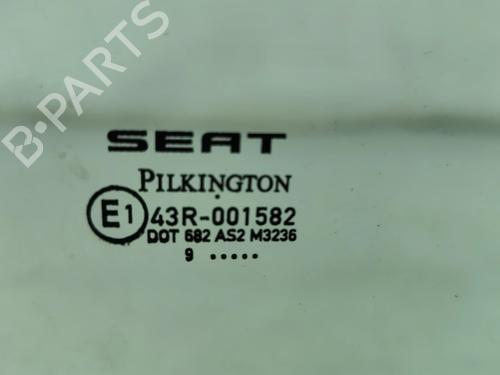 B-PARTS
SEAT
PILKINGTON
E1 43R-001582
DOT 682 AS2 M3236
9 .....